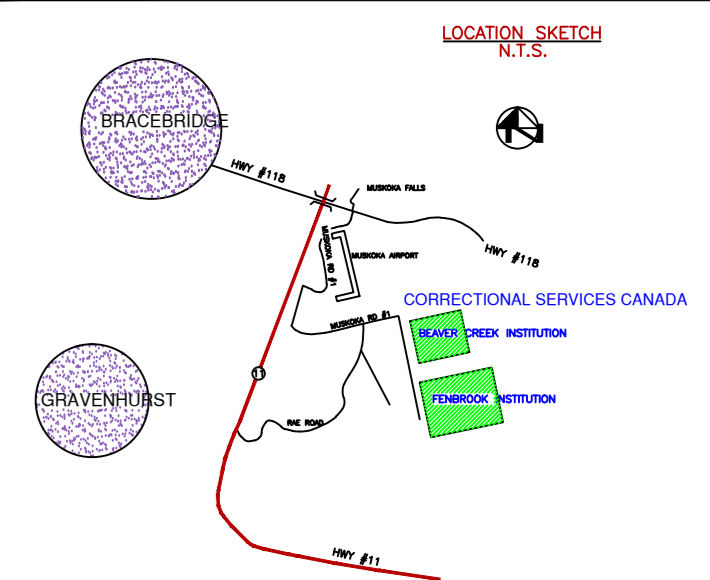 LOCATION SKETCH
N.T.S.
BRACEBRIDGE
N
HWY #118
MUSKOKA FALLS
MUSKOKA RD #1
MUSKOKA AIRPORT
HWY #118
CORRECTIONAL SERVICES CANADA
MUSKOKA RD #1
BEAVER CREEK INSTITUTION
11
GRAVENHURST
FENBROOK INSTITUTION
RAE ROAD
HWY #11